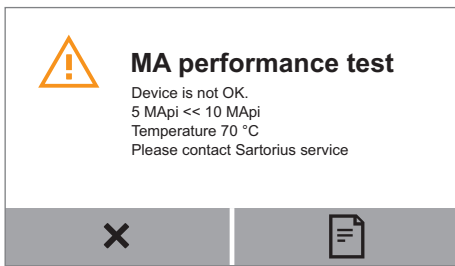 MA performance test
Device is not OK.
5 MApi << 10 MApi
Temperature 70 °C
Please contact Sartorius service